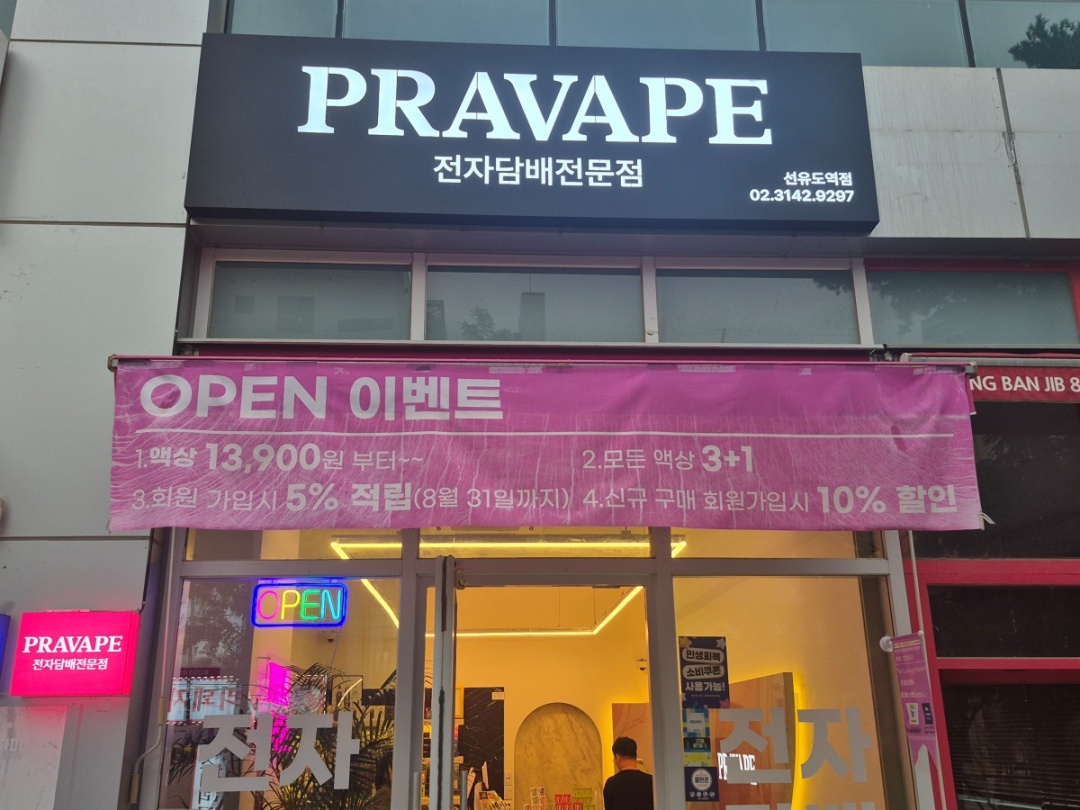 PRAVAPE
전자담배전문점
선유도역점
02.3142.9297
NG BAN JIB 8
OPEN 이벤트
1.액상 13,900원 부터~~
2.모든 액상 3+1
3.회원 가입시 5% 적립(8월 31일까지)
4.신규 구매 회원가입시 10% 할인
OPEN
PRAVAPE
전자담배전문점
민생회복
소비쿠폰
사용가능!
전자
전자